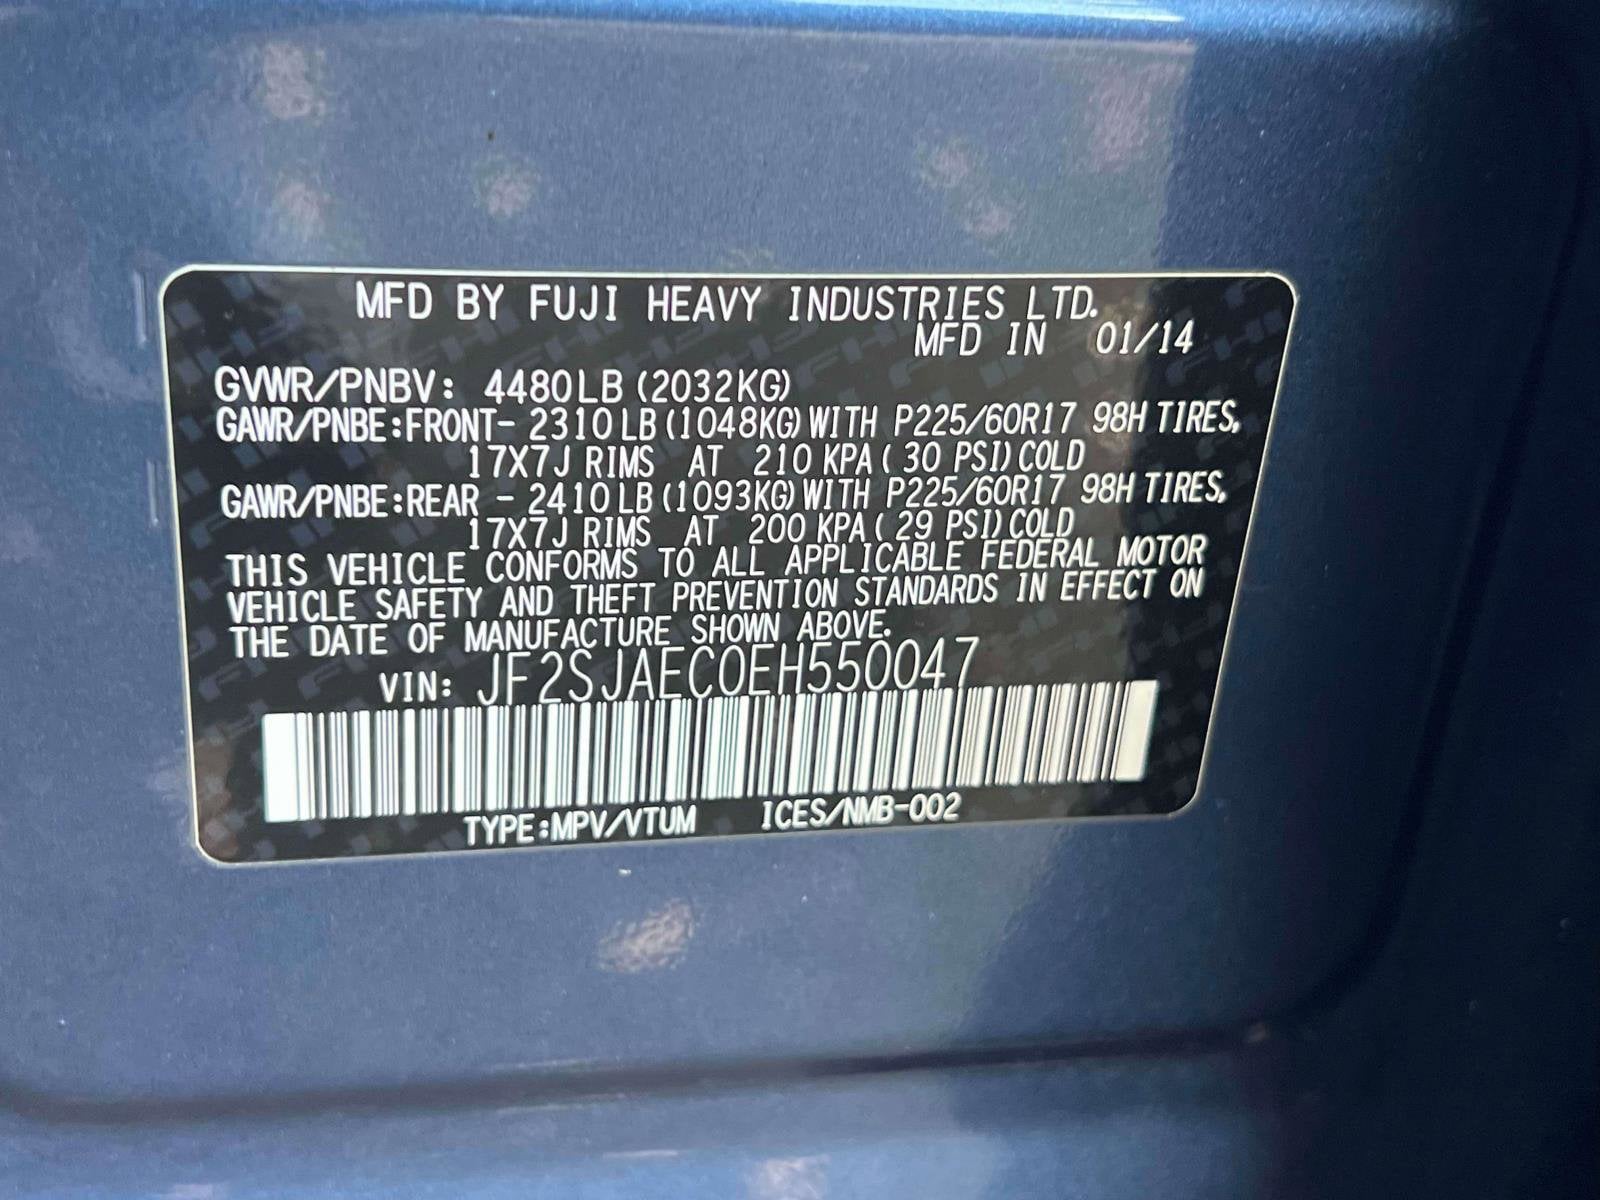 MFD BY FUJI HEAVY INDUSTRIES LTD.
MFD IN 01/14
GVWR/PNBV: 4480LB (2032KG)
GAWR/PNBE:FRONT- 2310LB (1048KG) WITH P225/60R17 98H TIRES,
17X7J RIMS AT 210 KPA ( 30 PSI) COLD
GAWR/PNBE:REAR - 2410LB (1093KG) WITH P225/60R17 98H TIRES,
17X7J RIMS AT 200 KPA ( 29 PSI) COLD
THIS VEHICLE CONFORMS TO ALL APPLICABLE FEDERAL MOTOR
VEHICLE SAFETY AND THEFT PREVENTION STANDARDS IN EFFECT ON
THE DATE OF MANUFACTURE SHOWN ABOVE.
VIN: JF2SJAEC0EH550047
TYPE:MPV/VTUM ICES/NMB-002